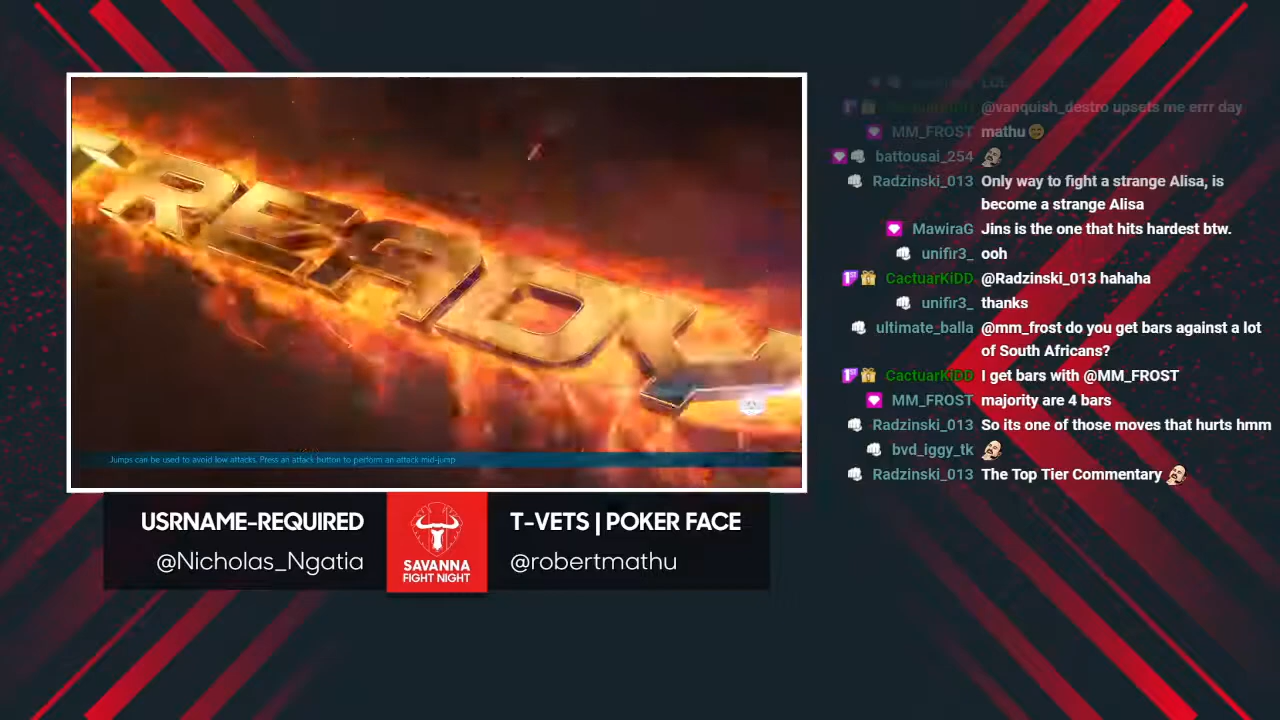 LOL
@vanquish_destro upsets me errr day
MM_FROST mathu
battousai_254
Radzinski_013 Only way to fight a strange Alisa, is
become a strange Alisa
MawiraG Jins is the one that hits hardest btw.
unifir3_ ooh
CactuarKiDD @Radzinski_013 hahaha
unifir3_ thanks
ultimate_balla @mm_frost do you get bars against a lot
of South Africans?
CactuarKiDD I get bars with @MM_FROST
MM_FROST majority are 4 bars
Radzinski_013 So its one of those moves that hurts hmm
bvd_iggy_tk
Radzinski_013 The Top Tier Commentary
READY
Jumps can be used to avoid low attacks. Press an attack button to perform an attack mid-jump
USRNAME-REQUIRED
@Nicholas_Ngatia
SAVANNA
FIGHT NIGHT
T-VETS | POKER FACE
@robertmathu